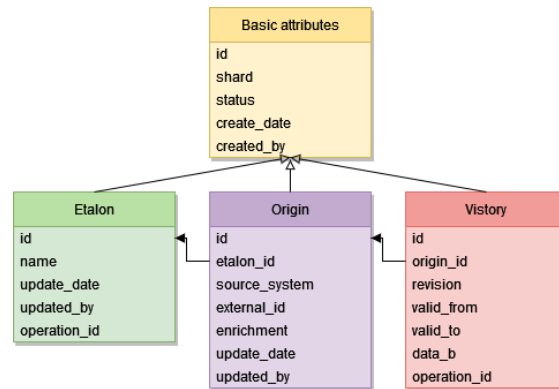 Basic attributes
id
shard
status
create_date
created_by
Etalon
id
name
update_date
updated_by
operation_id
Origin
id
etalon_id
source_system
external_id
enrichment
update_date
updated_by
Vistory
id
origin_id
revision
valid_from
valid_to
data_b
operation_id